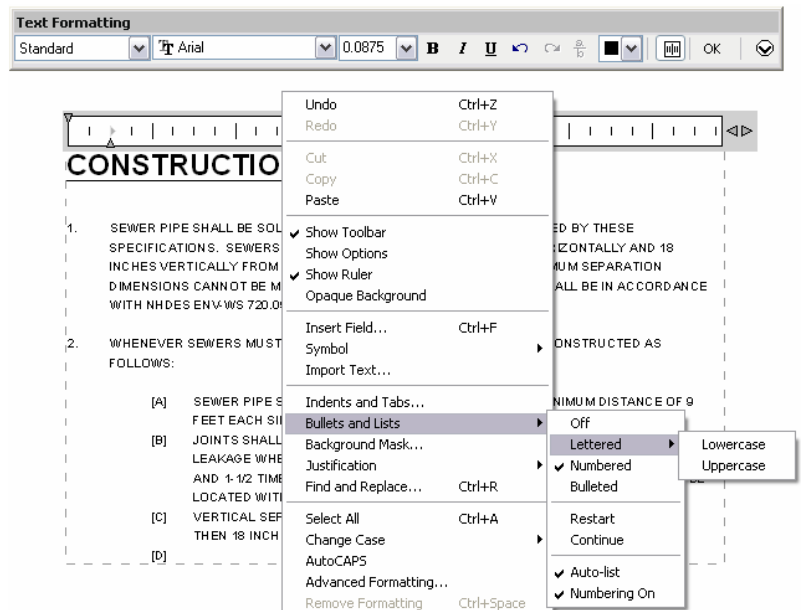 Text Formatting
Standard Arial 0.0875 B I U a/b OK
CONSTRUCTIO
1. SEWER PIPE SHALL BE SOL ED BY THESE
SPECIFICATIONS. SEWERS IZONTALLY AND 18
INCHES VERTICALLY FROM MUM SEPARATION
DIMENSIONS CANNOT BE M ALL BE IN ACCORDANCE
WITH NHDES ENV-WS 720.0
2. WHENEVER SEWERS MUST ONSTRUCTED AS
FOLLOWS:
[A] SEWER PIPE S NIMUM DISTANCE OF 9
FEET EACH SI
[B] JOINTS SHALL
LEAKAGE WHE
AND 1-1/2 TIME
LOCATED WIT
[C] VERTICAL SEP
THEN 18 INCH
[D]
Undo Ctrl+Z
Redo Ctrl+Y
Cut Ctrl+X
Copy Ctrl+C
Paste Ctrl+V
Show Toolbar
Show Options
Show Ruler
Opaque Background
Insert Field... Ctrl+F
Symbol
Import Text...
Indents and Tabs...
Bullets and Lists
Background Mask...
Justification
Find and Replace... Ctrl+R
Select All Ctrl+A
Change Case
AutoCAPS
Advanced Formatting...
Remove Formatting Ctrl+Space
Off
Lettered
Numbered
Bulleted
Restart
Continue
Auto-list
Numbering On
Lowercase
Uppercase